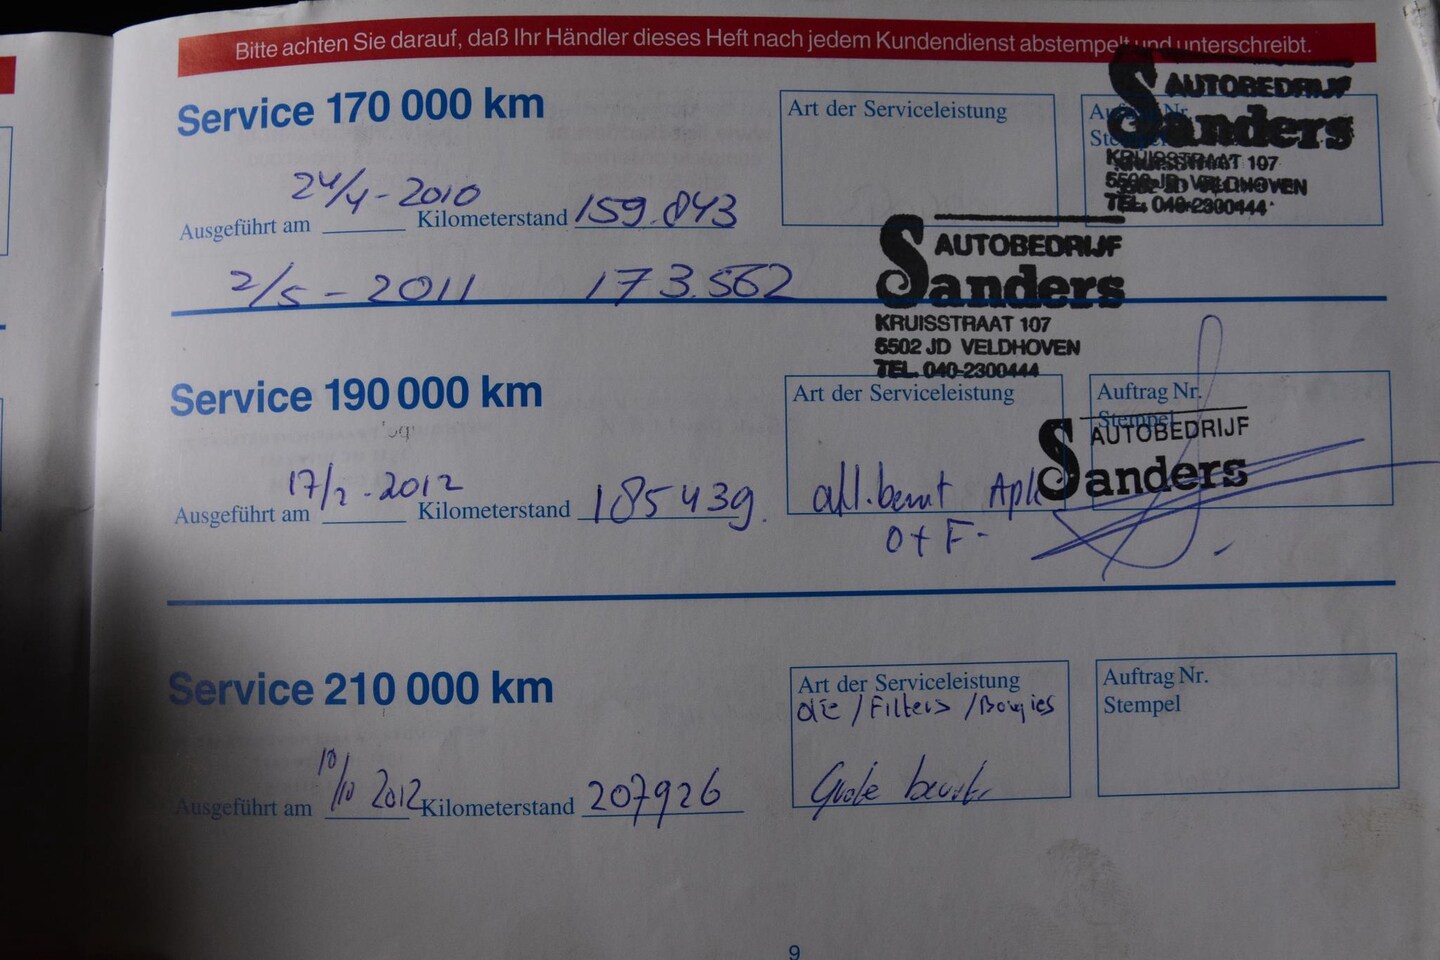 Bitte achten Sie darauf, daß Ihr Händler dieses Heft nach jedem Kundendienst abstempelt und unterschreibt.
Service 170 000 km
Art der Serviceleistung
Auftrag Nr.
Stempel
AUTOBEDRIJF
Sanders
KRUISSTRAAT 107
5502 JD VELDHOVEN
TEL. 040-2300444
24/4-2010
Ausgeführt am
Kilometerstand
159.843
2/5-2011
173.562
AUTOBEDRIJF
Sanders
KRUISSTRAAT 107
5502 JD VELDHOVEN
TEL. 040-2300444
Service 190 000 km
Art der Serviceleistung
Auftrag Nr.
Stempel
AUTOBEDRIJF
Sanders
17/2-2012
Ausgeführt am
Kilometerstand
185439.
O+F-
Service 210 000 km
Art der Serviceleistung
olie/Filters/Bougies
Grote beurt
Auftrag Nr.
Stempel
10/10 2012
Ausgeführt am
Kilometerstand
207926
9